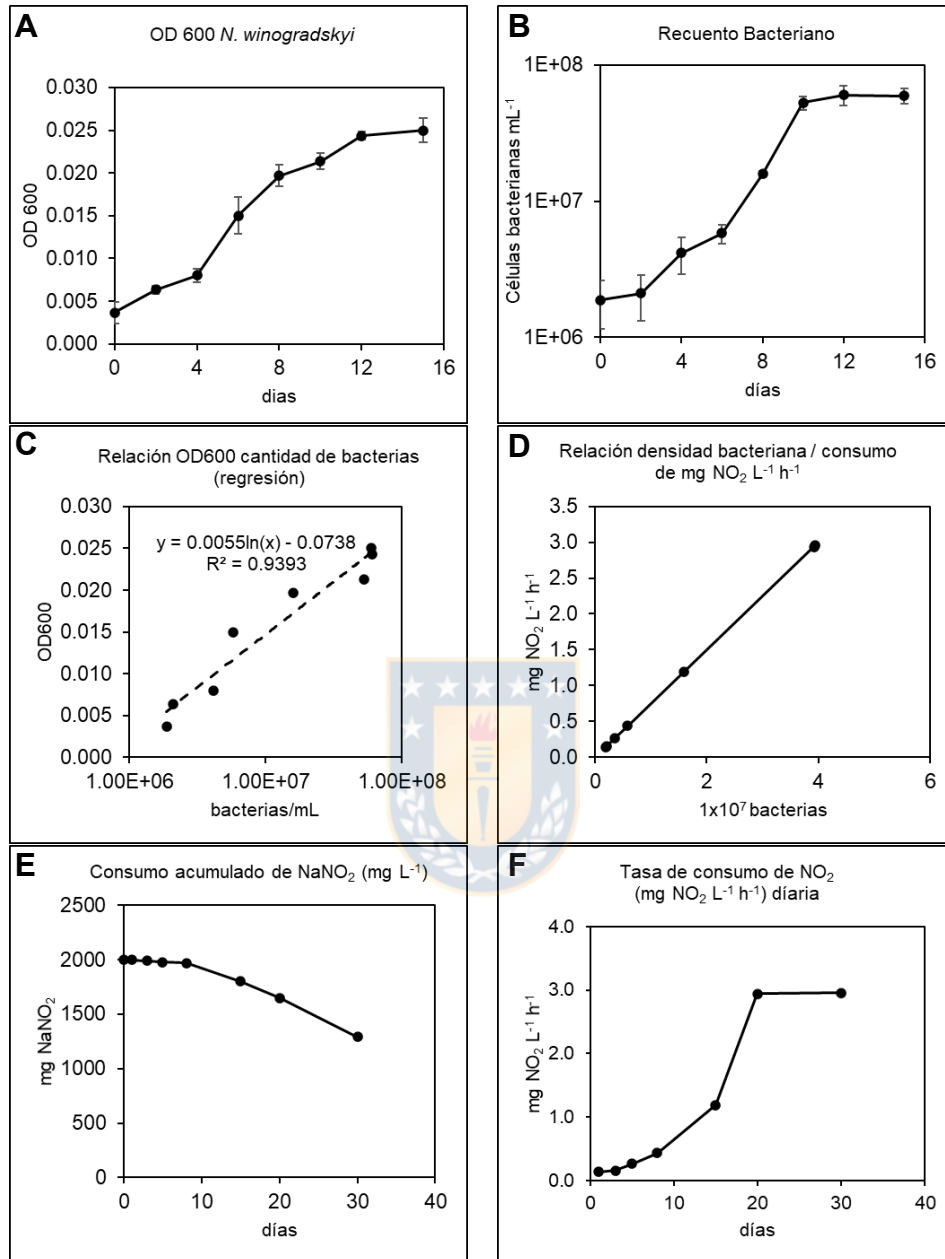 A
OD 600 N. winogradskyi
0.030
0.025
0.020
0.015
0.010
0.005
0.000
OD 600
0
4
8
12
16
dias
B
Recuento Bacteriano
1E+08
1E+07
1E+06
Células bacterianas mL-1
0
4
8
12
16
días
C
Relación OD600 cantidad de bacterias
(regresión)
0.030
0.025
0.020
0.015
0.010
0.005
0.000
OD600
y = 0.0055ln(x) - 0.0738
R² = 0.9393
1.00E+06
1.00E+07
1.00E+08
bacterias/mL
D
Relación densidad bacteriana / consumo
de mg NO2 L-1 h-1
3.5
3.0
2.5
2.0
1.5
1.0
0.5
0.0
mg NO2 L-1 h-1
0
2
4
6
1x10⁷ bacterias
E
Consumo acumulado de NaNO2 (mg L-1)
2500
2000
1500
1000
500
0
mg NaNO2
0
10
20
30
40
días
F
Tasa de consumo de NO2
(mg NO2 L-1 h-1) díaria
4.0
3.0
2.0
1.0
0.0
mg NO2 L-1 h-1
0
10
20
30
40
días